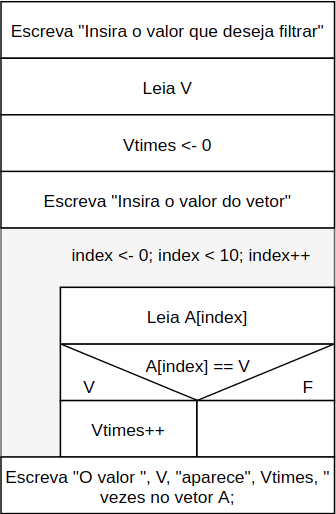 Escreva "Insira o valor que deseja filtrar"
Leia V
Vtimes <- 0
Escreva "Insira o valor do vetor"
index <- 0; index < 10; index++
Leia A[index]
A[index] == V
V F
Vtimes++
Escreva "O valor ", V, "aparece", Vtimes, "
vezes no vetor A;